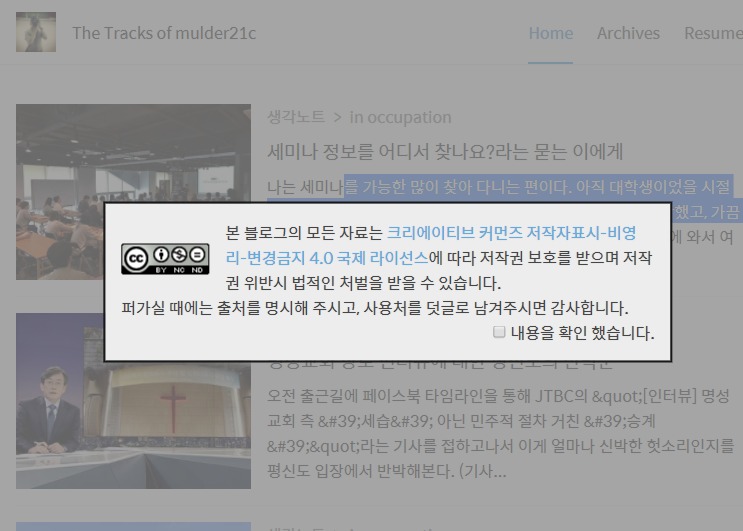 The Tracks of mulder21c
Home Archives Resume
생각노트 > in occupation
세미나 정보를 어디서 찾나요?라는 묻는 이에게
나는 세미나를 가능한 많이 찾아 다니는 편이다. 아직 대학생이었을 시절
했고, 가끔
에 와서 여
본 블로그의 모든 자료는 크리에이티브 커먼즈 저작자표시-비영
리-변경금지 4.0 국제 라이선스에 따라 저작권 보호를 받으며 저작
권 위반시 법적인 처벌을 받을 수 있습니다.
cc BY NC ND
퍼가실 때에는 출처를 명시해 주시고, 사용처를 덧글로 남겨주시면 감사합니다.
내용을 확인 했습니다.
오전 출근길에 페이스북 타임라인을 통해 JTBC의 &quot;[인터뷰] 명성
교회 측 &#39;세습&#39; 아닌 민주적 절차 거친 &#39;승계
&#39;&quot;라는 기사를 접하고나서 이게 얼마나 신박한 헛소리인지를
평신도 입장에서 반박해본다. (기사...